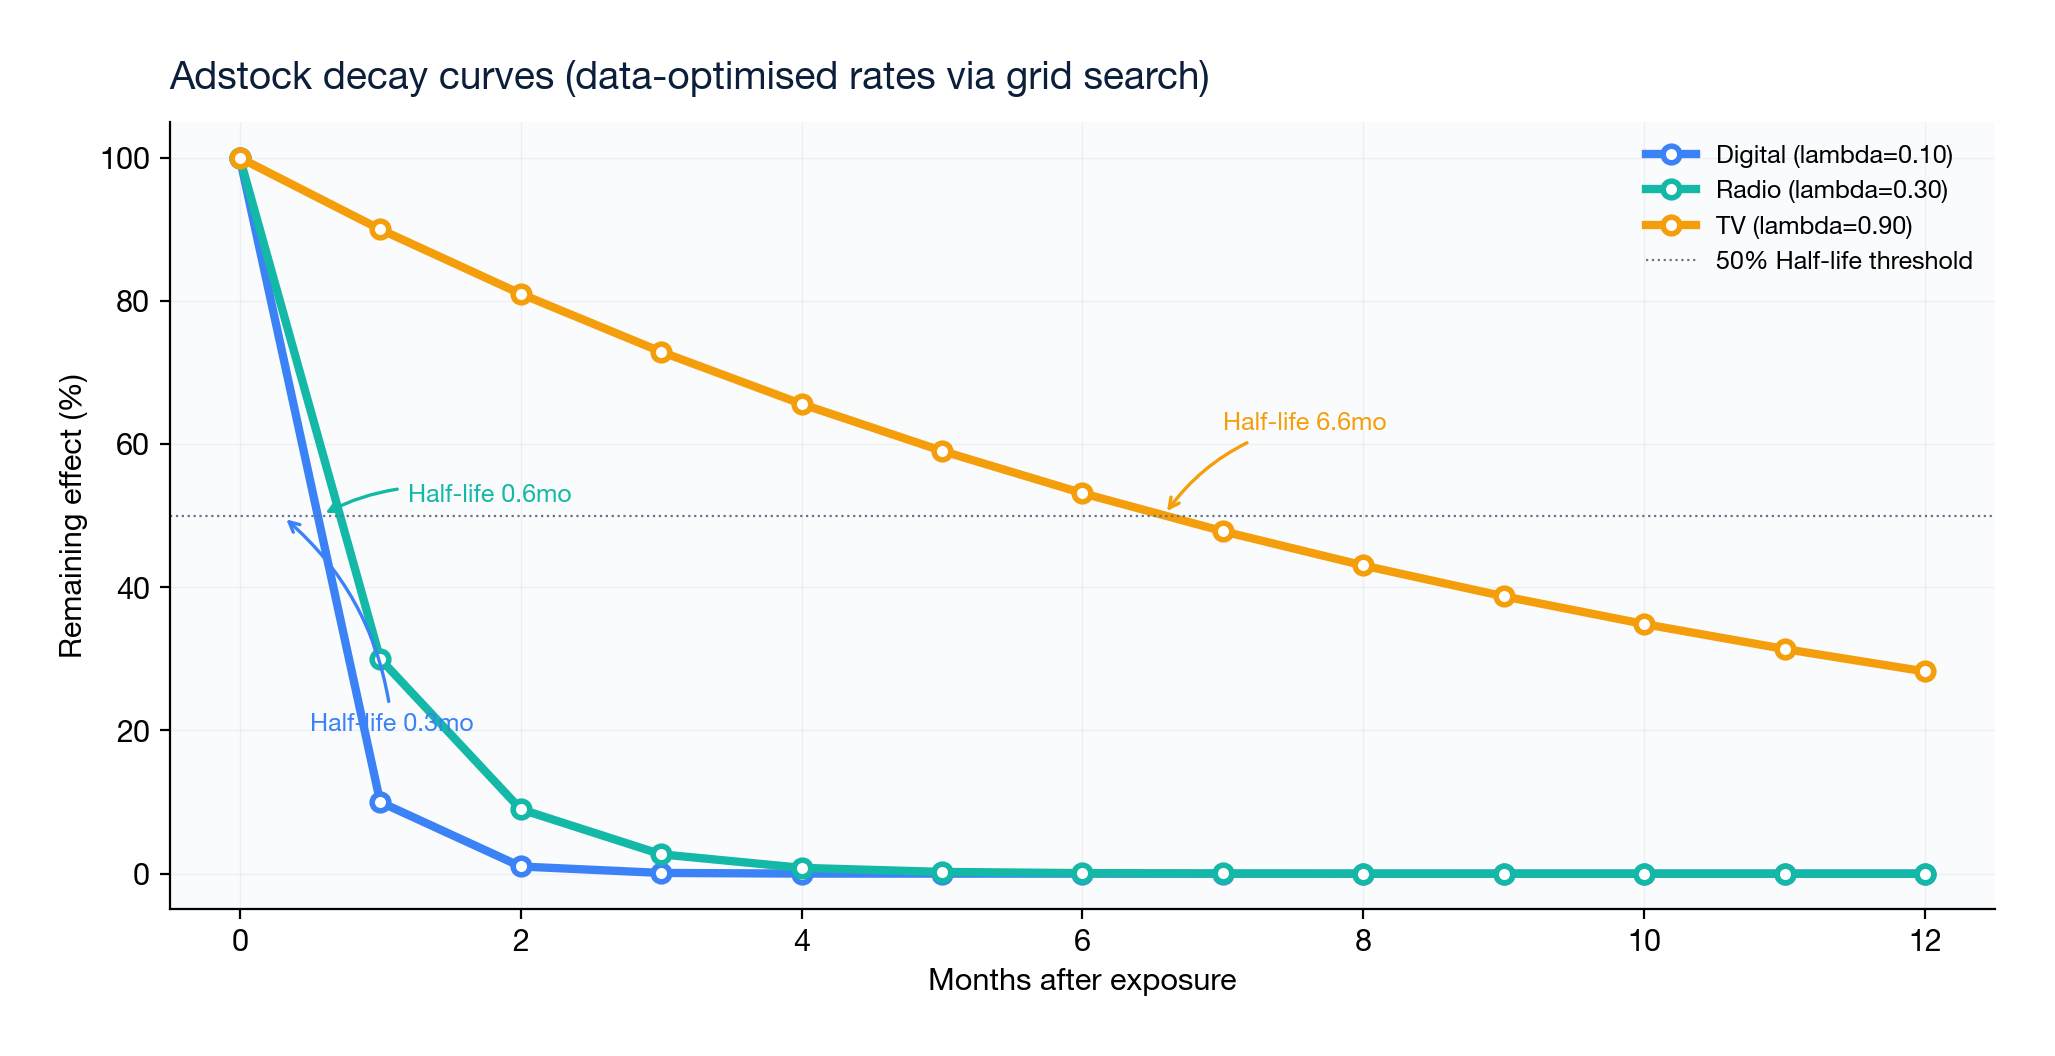 Adstock decay curves (data-optimised rates via grid search)
Remaining effect (%)
100
80
60
40
20
0
Digital (lambda=0.10)
Radio (lambda=0.30)
TV (lambda=0.90)
50% Half-life threshold
Half-life 6.6mo
Half-life 0.6mo
Half-life 0.3mo
0 2 4 6 8 10 12
Months after exposure